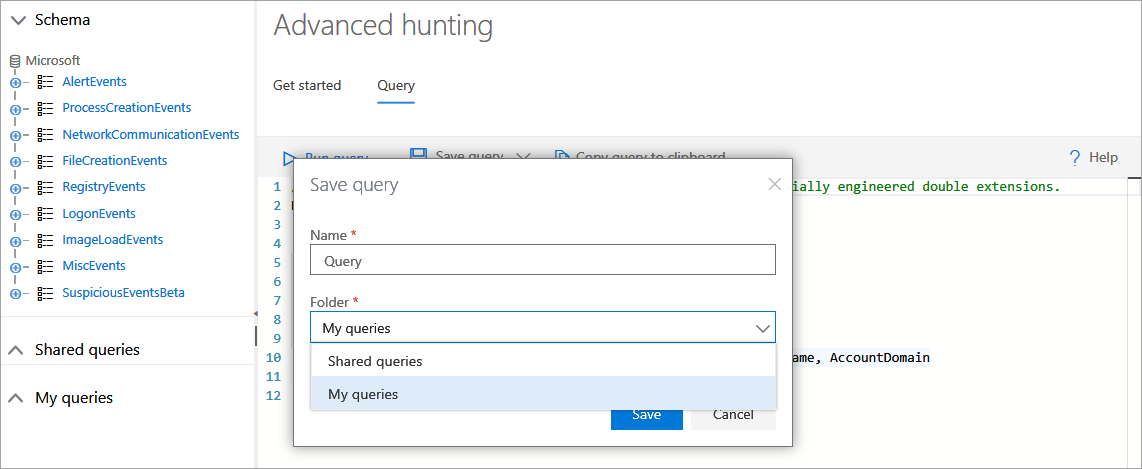 Schema
Microsoft
AlertEvents
ProcessCreationEvents
NetworkCommunicationEvents
FileCreationEvents
RegistryEvents
LogonEvents
ImageLoadEvents
MiscEvents
SuspiciousEventsBeta
Shared queries
My queries
Advanced hunting
Get started
Query
Run query
Save query
Copy query to clipboard
Help
1 ially engineered double extensions.
2
3
4
5
6
7
8
9
10 ame, AccountDomain
11
12
Save query
Name *
Query
Folder *
My queries
Shared queries
My queries
Save
Cancel